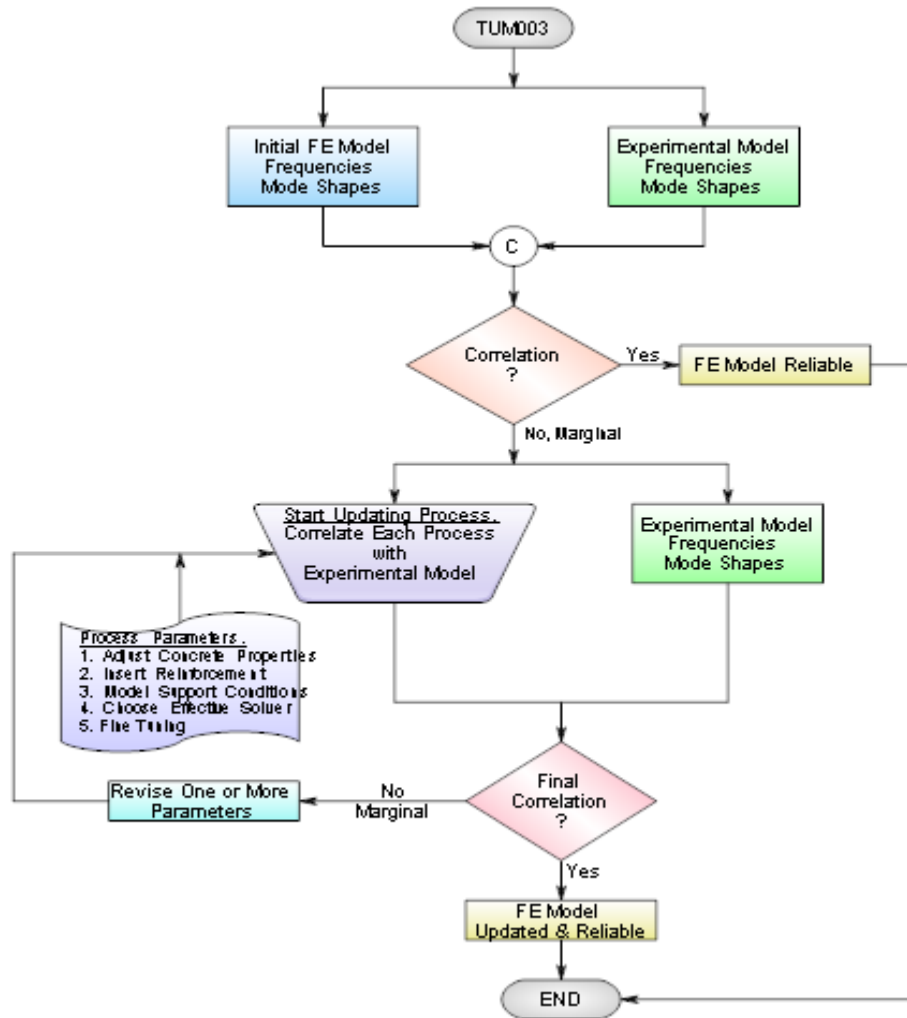 TUM003
Initial FE Model
Frequencies
Mode Shapes
Experimental Model
Frequencies
Mode Shapes
C
Correlation
?
Yes
FE Model Reliable
No, Marginal
Start Updating Process.
Correlate Each Process
with
Experimental Model
Experimental Model
Frequencies
Mode Shapes
Process Parameters.
1. Adjust Concrete Properties
2. Insert Reinforcement
3. Model Support Conditions
4. Choose Effective Solver
5. Fine Tuning
Final
Correlation
?
No
Marginal
Revise One or More
Parameters
Yes
FE Model
Updated & Reliable
END